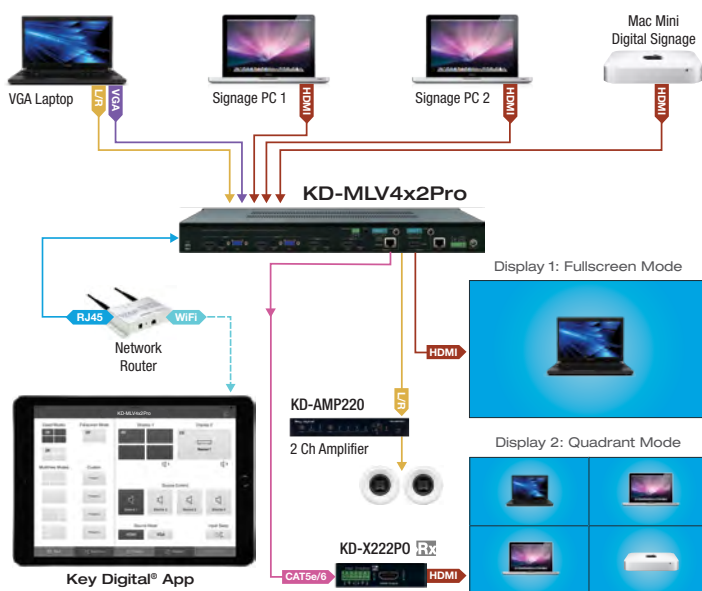 Mac Mini
Digital Signage
VGA Laptop
L/R
VGA
Signage PC 1
HDMI
Signage PC 2
HDMI
HDMI
KD-MLV4x2Pro
Display 1: Fullscreen Mode
RJ45
WiFi
Network
Router
HDMI
L/R
KD-AMP220
2 Ch Amplifier
Display 2: Quadrant Mode
KD-MLV4x2Pro
KD-X222PO Rx
CAT5e/6
HDMI
Key Digital® App